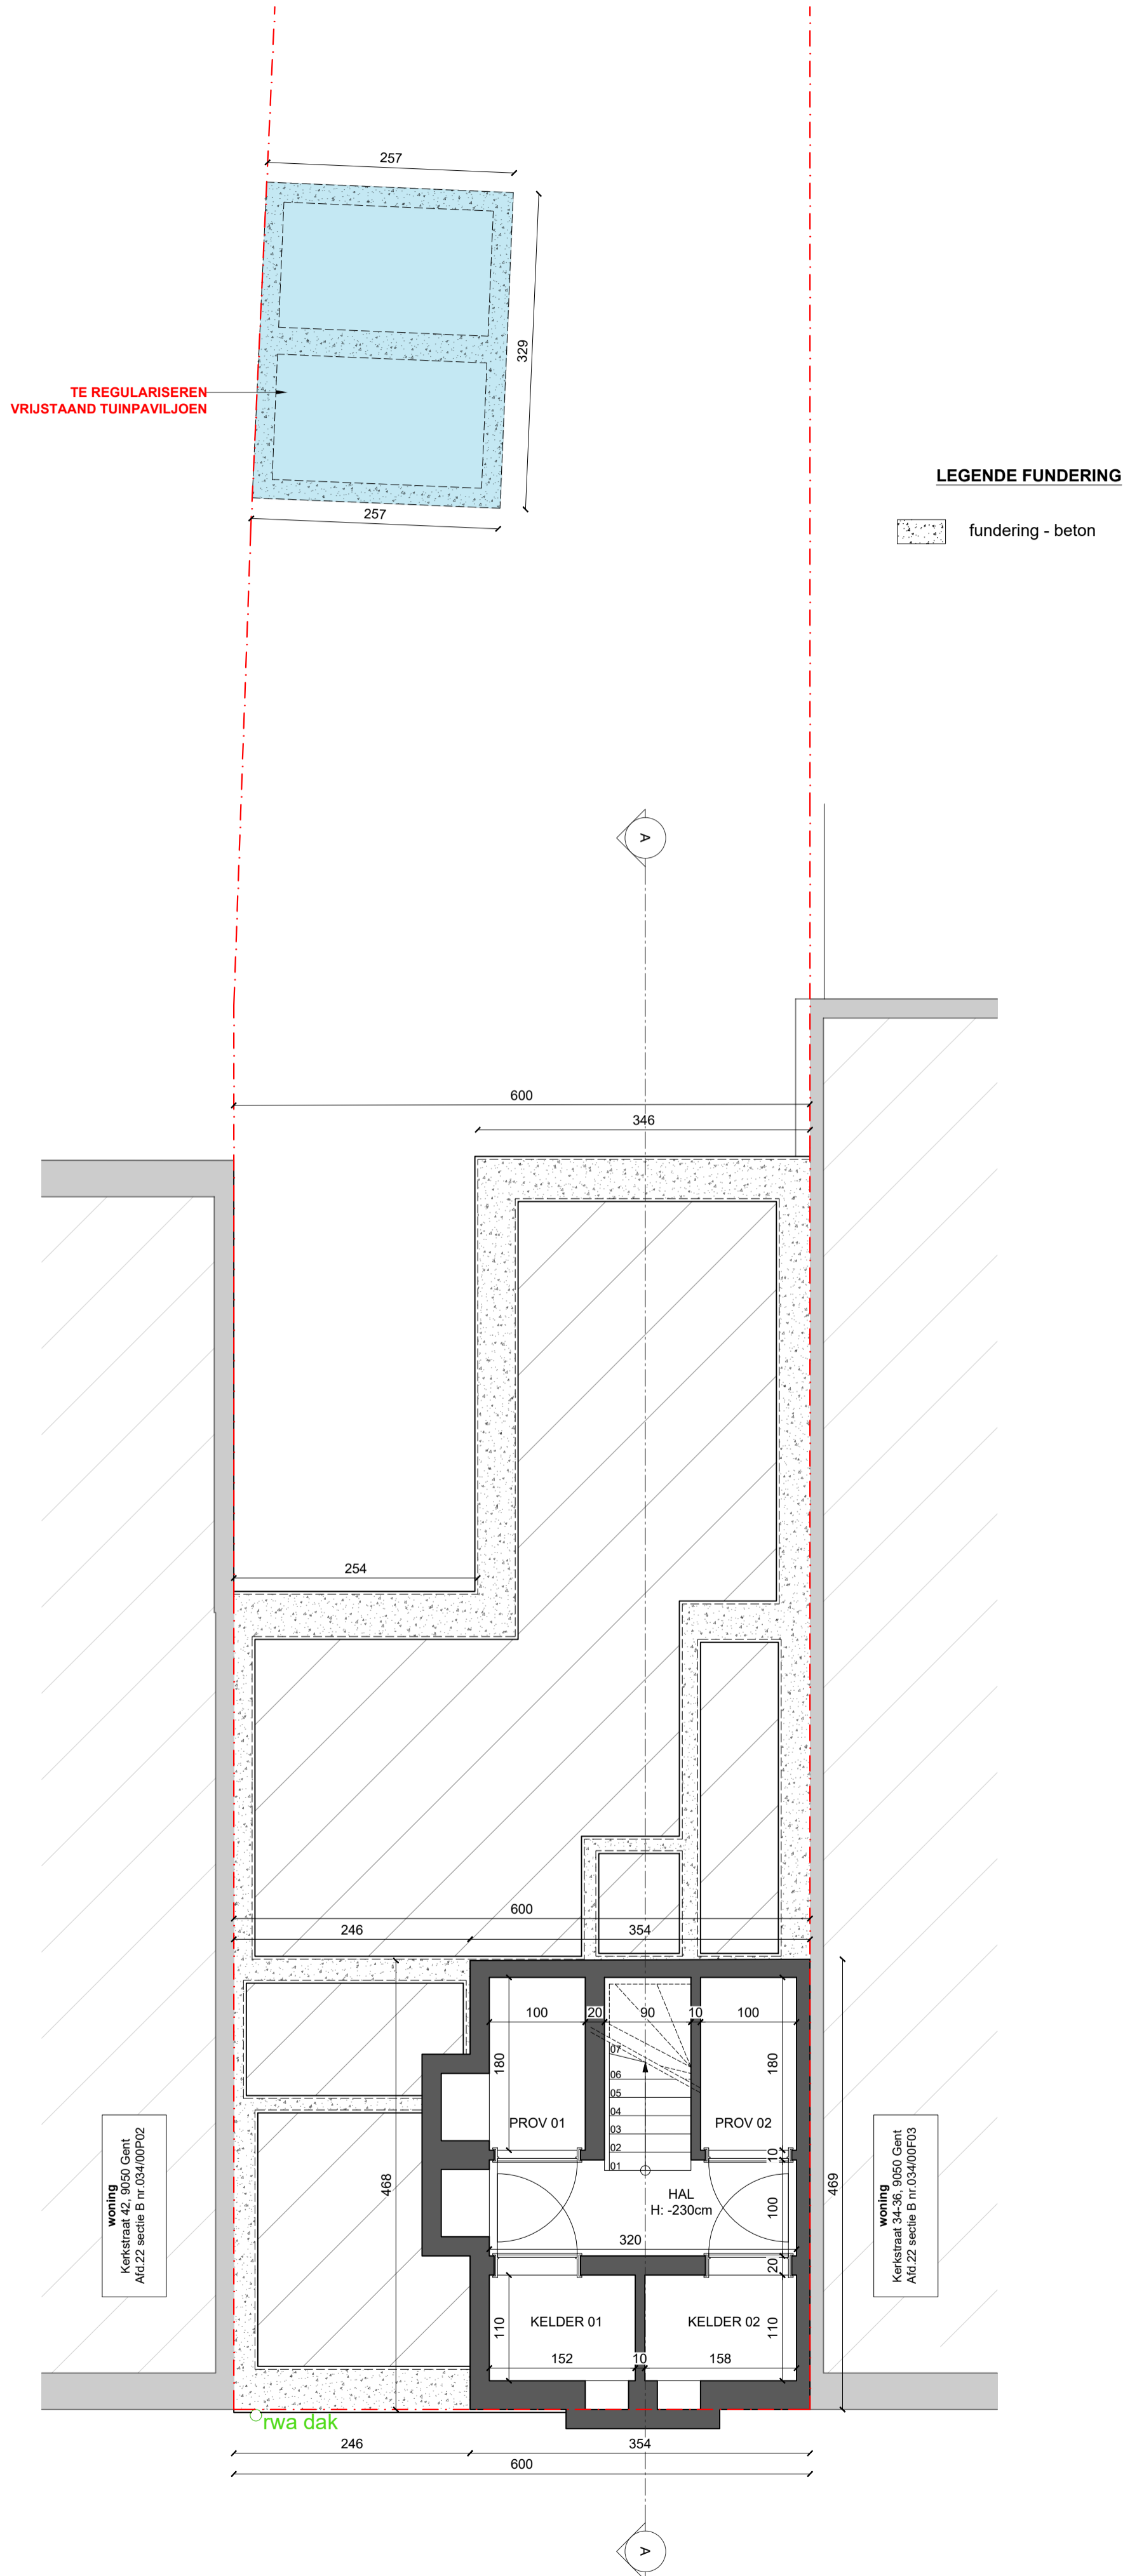 257
329
TE REGULARISEREN
VRIJSTAAND TUINPAVILJOEN
257
LEGENDE FUNDERING
fundering - beton
A
600
346
254
600
246
354
100
20
90
10
100
180
07
06
05
04
03
02
01
180
PROV 01
PROV 02
10
468
469
HAL
H: -230cm
100
320
20
woning
Kerkstraat 42, 9050 Gent
Afd.22 sectie B nr.034/00P02
woning
Kerkstraat 34-36, 9050 Gent
Afd.22 sectie B nr.034/00F03
110
KELDER 01
KELDER 02
110
152
10
158
rwa dak
246
354
600
A